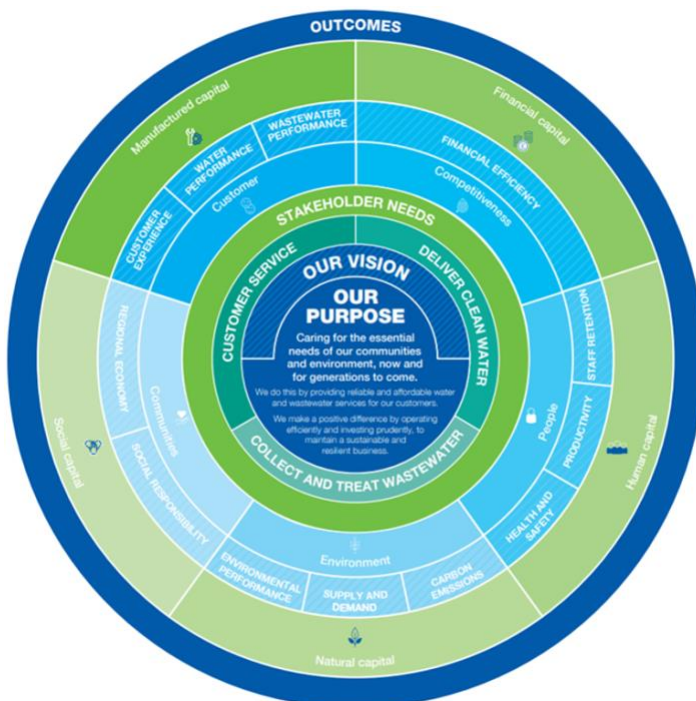 OUTCOMES
Manufactured capital
Financial capital
WASTEWATER
PERFORMANCE
WATER
PERFORMANCE
CUSTOMER
EXPERIENCE
FINANCIAL EFFICIENCY
Customer
Competitiveness
STAKEHOLDER NEEDS
CUSTOMER SERVICE
DELIVER CLEAN WATER
COLLECT AND TREAT WASTEWATER
OUR VISION
OUR
PURPOSE
Caring for the essential
needs of our communities
and environment, now and
for generations to come.
We do this by providing reliable and affordable water
and wastewater services for our customers.
We make a positive difference by operating
efficiently and investing prudently, to
maintain a sustainable and
resilient business.
REGIONAL ECONOMY
SOCIAL RESPONSIBILITY
Communities
Social capital
STAFF RETENTION
PRODUCTIVITY
HEALTH AND
SAFETY
People
Human capital
Environment
ENVIRONMENTAL
PERFORMANCE
SUPPLY AND
DEMAND
CARBON
EMISSIONS
Natural capital